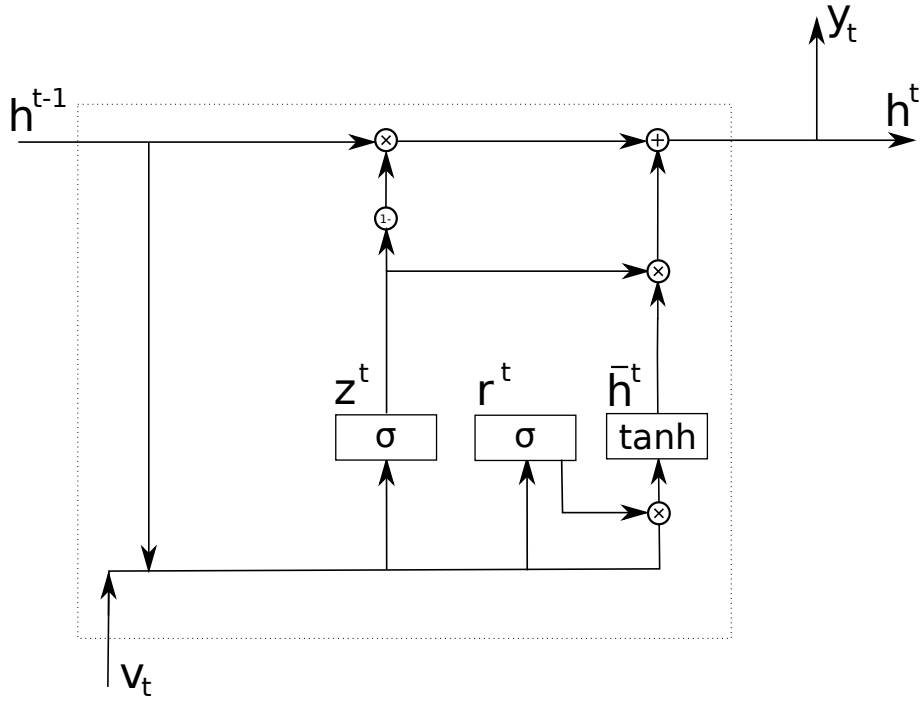 y_t
h^{t-1}
h^t
×
+
1-
×
z^t
r^t
h̄^t
σ
σ
tanh
×
v_t